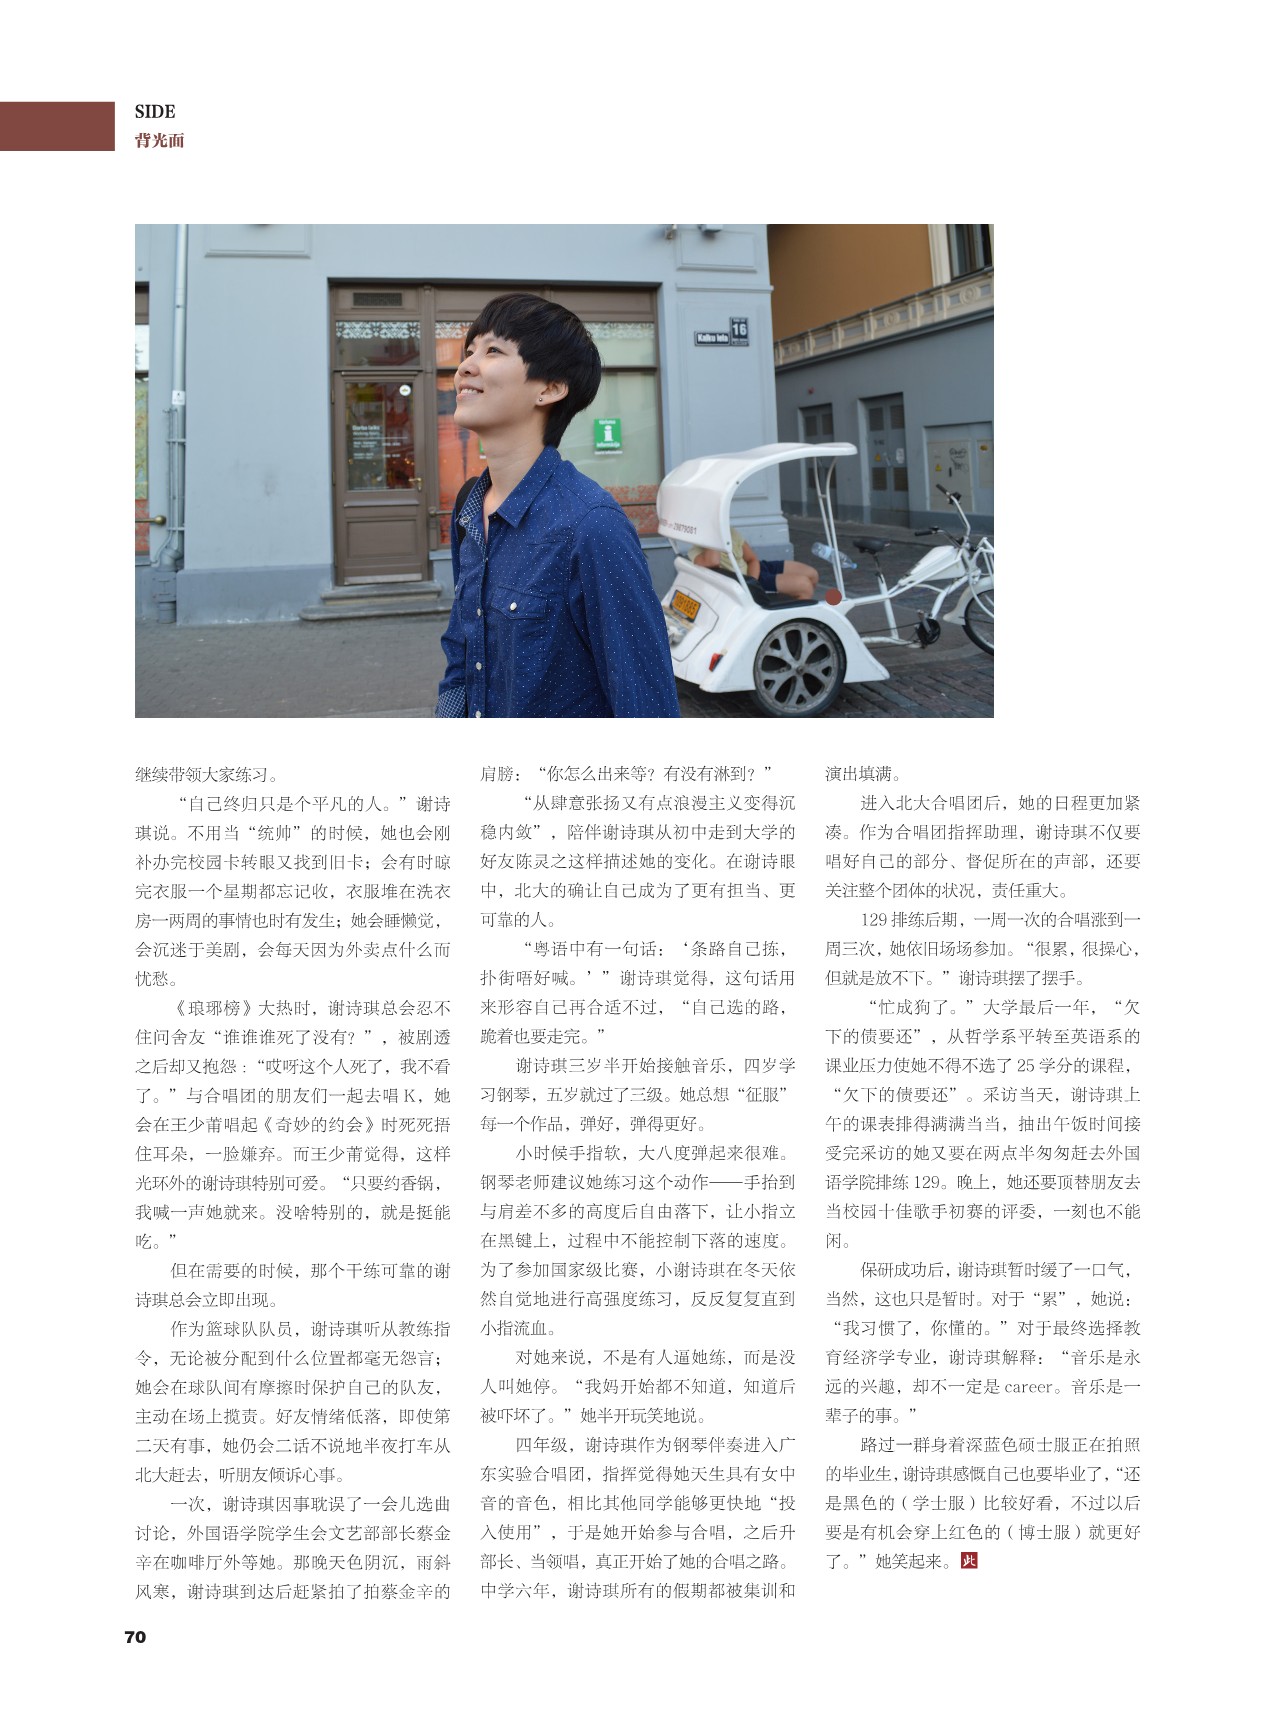 SIDE
背光面
Kaļķu iela
16
继续带领大家练习。
“自己终归只是个平凡的人。”谢诗
琪说。不用当“统帅”的时候，她也会刚
补办完校园卡转眼又找到旧卡；会有时晾
完衣服一个星期都忘记收，衣服堆在洗衣
房一两周的事情也时有发生；她会睡懒觉，
会沉迷于美剧，会每天因为外卖点什么而
忧愁。
《琅琊榜》大热时，谢诗琪总会忍不
住问舍友“谁谁谁死了没有？”，被剧透
之后却又抱怨：“哎呀这个人死了，我不看
了。”与合唱团的朋友们一起去唱 K，她
会在王少莆唱起《奇妙的约会》时死死捂
住耳朵，一脸嫌弃。而王少莆觉得，这样
光环外的谢诗琪特别可爱。“只要约香锅，
我喊一声她就来。没啥特别的，就是挺能
吃。”
但在需要的时候，那个干练可靠的谢
诗琪总会立即出现。
作为篮球队队员，谢诗琪听从教练指
令，无论被分配到什么位置都毫无怨言；
她会在球队间有摩擦时保护自己的队友，
主动在场上揽责。好友情绪低落，即使第
二天有事，她仍会二话不说地半夜打车从
北大赶去，听朋友倾诉心事。
一次，谢诗琪因事耽误了一会儿选曲
讨论，外国语学院学生会文艺部部长蔡金
辛在咖啡厅外等她。那晚天色阴沉，雨斜
风寒，谢诗琪到达后赶紧拍了拍蔡金辛的
肩膀：“你怎么出来等？有没有淋到？”
“从肆意张扬又有点浪漫主义变得沉
稳内敛”，陪伴谢诗琪从初中走到大学的
好友陈灵之这样描述她的变化。在谢诗眼
中，北大的确让自己成为了更有担当、更
可靠的人。
“粤语中有一句话：‘条路自己拣，
扑街唔好喊。’”谢诗琪觉得，这句话用
来形容自己再合适不过，“自己选的路，
跪着也要走完。”
谢诗琪三岁半开始接触音乐，四岁学
习钢琴，五岁就过了三级。她总想“征服”
每一个作品，弹好，弹得更好。
小时候手指软，大八度弹起来很难。
钢琴老师建议她练习这个动作——手抬到
与肩差不多的高度后自由落下，让小指立
在黑键上，过程中不能控制下落的速度。
为了参加国家级比赛，小谢诗琪在冬天依
然自觉地进行高强度练习，反反复复直到
小指流血。
对她来说，不是有人逼她练，而是没
人叫她停。“我妈开始都不知道，知道后
被吓坏了。”她半开玩笑地说。
四年级，谢诗琪作为钢琴伴奏进入广
东实验合唱团，指挥觉得她天生具有女中
音的音色，相比其他同学能够更快地“投
入使用”，于是她开始参与合唱，之后升
部长、当领唱，真正开始了她的合唱之路。
中学六年，谢诗琪所有的假期都被集训和
演出填满。
进入北大合唱团后，她的日程更加紧
凑。作为合唱团指挥助理，谢诗琪不仅要
唱好自己的部分、督促所在的声部，还要
关注整个团体的状况，责任重大。
129 排练后期，一周一次的合唱涨到一
周三次，她依旧场场参加。“很累，很操心，
但就是放不下。”谢诗琪摆了摆手。
“忙成狗了。”大学最后一年，“欠
下的债要还”，从哲学系平转至英语系的
课业压力使她不得不选了 25 学分的课程，
“欠下的债要还”。采访当天，谢诗琪上
午的课表排得满满当当，抽出午饭时间接
受完采访的她又要在两点半匆匆赶去外国
语学院排练 129。晚上，她还要顶替朋友去
当校园十佳歌手初赛的评委，一刻也不能
闲。
保研成功后，谢诗琪暂时缓了一口气，
当然，这也只是暂时。对于“累”，她说：
“我习惯了，你懂的。”对于最终选择教
育经济学专业，谢诗琪解释：“音乐是永
远的兴趣，却不一定是 career。音乐是一
辈子的事。”
路过一群身着深蓝色硕士服正在拍照
的毕业生，谢诗琪感慨自己也要毕业了，“还
是黑色的（学士服）比较好看，不过以后
要是有机会穿上红色的（博士服）就更好
了。”她笑起来。此
70